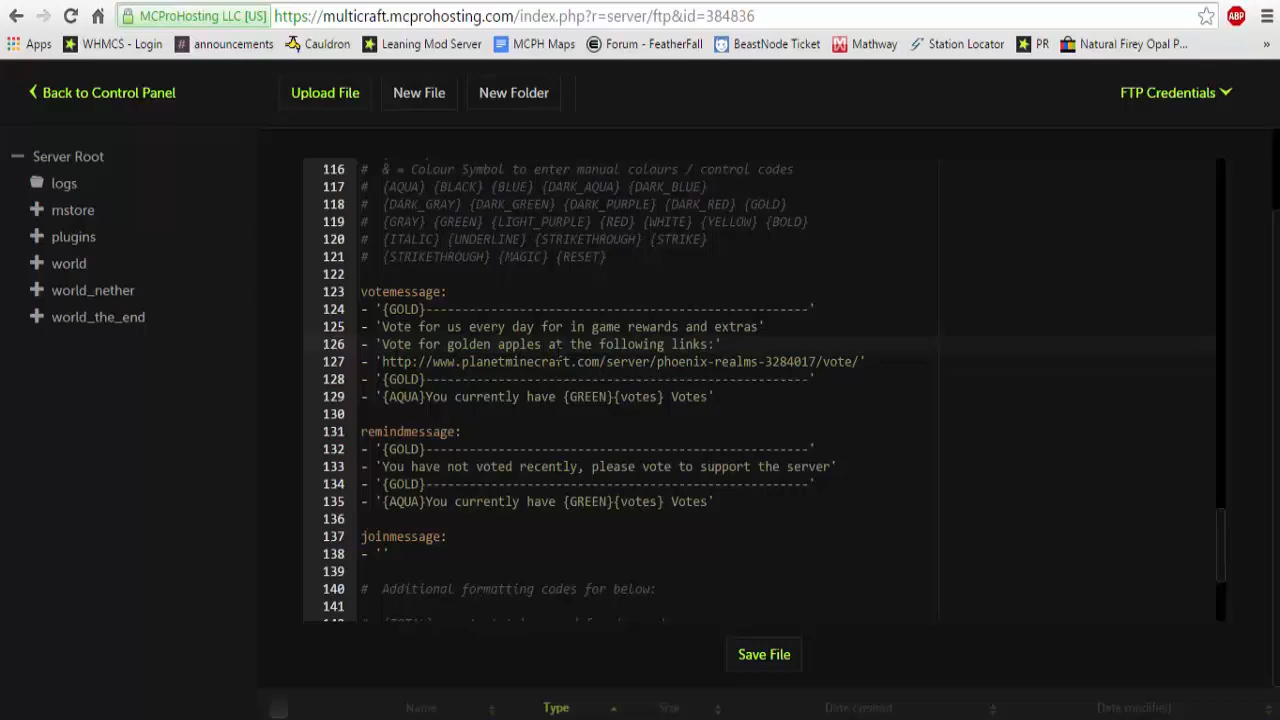 MCProHosting LLC [US] https://multicraft.mcprohosting.com/index.php?r=server/ftp&id=384836 ABP
Apps WHMCS - Login announcements Cauldron Leaning Mod Server MCPH Maps Forum - FeatherFall BeastNode Ticket Mathway Station Locator PR Natural Firey Opal P... »
Back to Control Panel Upload File New File New Folder FTP Credentials
Server Root
logs
mstore
plugins
world
world_nether
world_the_end
116 # & = Colour Symbol to enter manual colours / control codes
117 # {AQUA} {BLACK} {BLUE} {DARK_AQUA} {DARK_BLUE}
118 # {DARK_GRAY} {DARK_GREEN} {DARK_PURPLE} {DARK_RED} {GOLD}
119 # {GRAY} {GREEN} {LIGHT_PURPLE} {RED} {WHITE} {YELLOW} {BOLD}
120 # {ITALIC} {UNDERLINE} {STRIKETHROUGH} {STRIKE}
121 # {STRIKETHROUGH} {MAGIC} {RESET}
122
123 votemessage:
124 - '{GOLD}-----------------------------------------------------'
125 - 'Vote for us every day for in game rewards and extras'
126 - 'Vote for golden apples at the following links:'
127 - 'http://www.planetminecraft.com/server/phoenix-realms-3284017/vote/'
128 - '{GOLD}-----------------------------------------------------'
129 - '{AQUA}You currently have {GREEN}{votes} Votes'
130
131 remindmessage:
132 - '{GOLD}-----------------------------------------------------'
133 - 'You have not voted recently, please vote to support the server'
134 - '{GOLD}-----------------------------------------------------'
135 - '{AQUA}You currently have {GREEN}{votes} Votes'
136
137 joinmessage:
138 - ''
139
140 # Additional formatting codes for below:
141
Save File
Name Type Size Date created Date modified